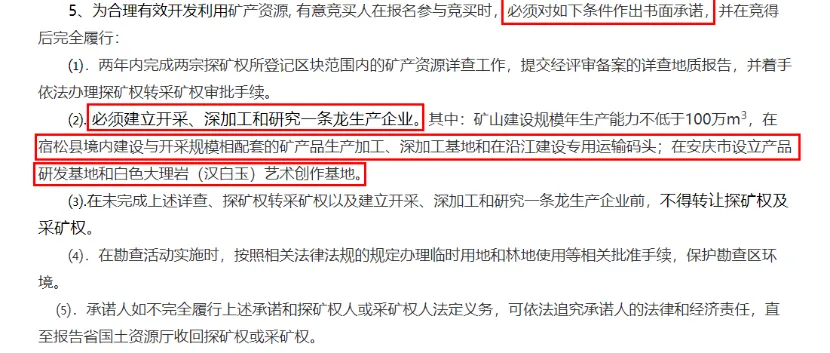 5、为合理有效开发利用矿产资源, 有意竞买人在报名参与竞买时, 必须对如下条件作出书面承诺, 并在竞得
后完全履行：
(1)．两年内完成两宗探矿权所登记区块范围内的矿产资源详查工作，提交经评审备案的详查地质报告，并着手
依法办理探矿权转采矿权审批手续。
(2).必须建立开采、深加工和研究一条龙生产企业。其中：矿山建设规模年生产能力不低于100万m³，在
宿松县境内建设与开采规模相配套的矿产品生产加工、深加工基地和在沿江建设专用运输码头；在安庆市设立产品
研发基地和白色大理岩（汉白玉）艺术创作基地。
(3).在未完成上述详查、探矿权转采矿权以及建立开采、深加工和研究一条龙生产企业前，不得转让探矿权及
采矿权。
(4)．在勘查活动实施时，按照相关法律法规的规定办理临时用地和林地使用等相关批准手续，保护勘查区环
境。
(5)．承诺人如不完全履行上述承诺和探矿权人或采矿权人法定义务，可依法追究承诺人的法律和经济责任，直
至报告省国土资源厅收回探矿权或采矿权。